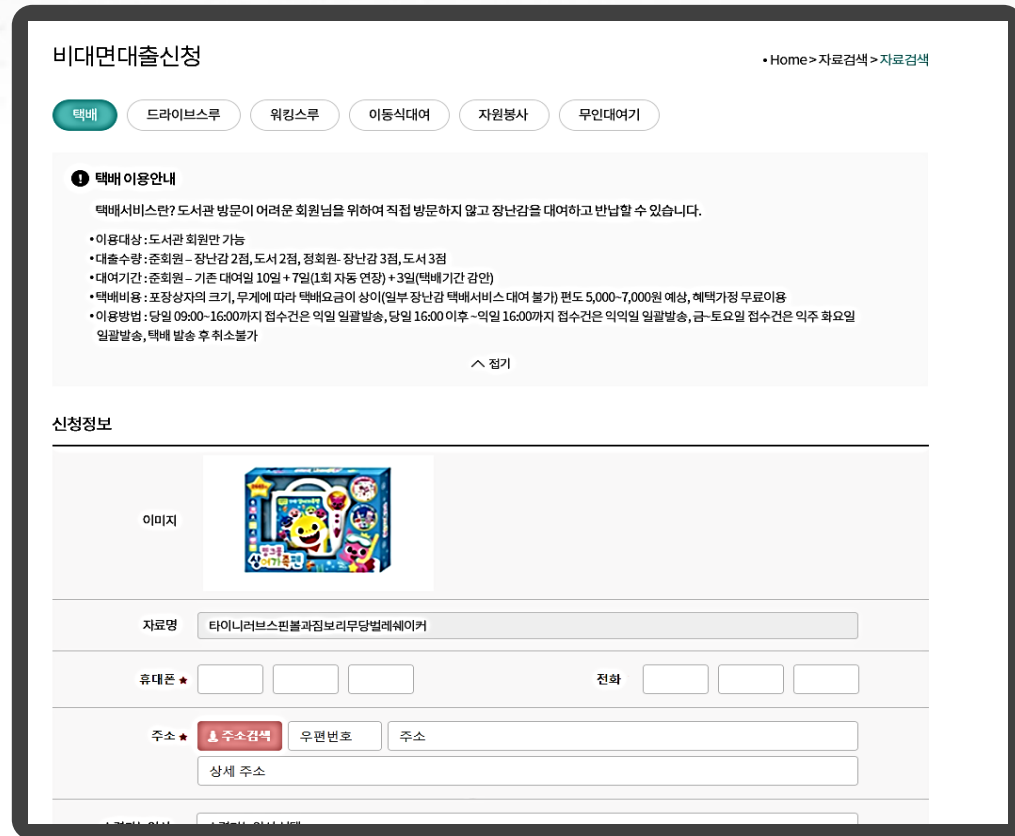 비대면대출신청
• Home > 자료검색 > 자료검색
택배 드라이브스루 워킹스루 이동식대여 자원봉사 무인대여기
택배 이용안내
택배서비스란? 도서관 방문이 어려운 회원님을 위하여 직접 방문하지 않고 장난감을 대여하고 반납할 수 있습니다.
• 이용대상 : 도서관 회원만 가능
• 대출수량 : 준회원 – 장난감 2점, 도서 2점, 정회원- 장난감 3점, 도서 3점
• 대여기간 : 준회원 – 기존 대여일 10일 + 7일(1회 자동 연장) + 3일(택배기간 감안)
• 택배비용 : 포장상자의 크기, 무게에 따라 택배요금이 상이(일부 장난감 택배서비스 대여 불가) 편도 5,000~7,000원 예상, 혜택가정 무료이용
• 이용방법 : 당일 09:00~16:00까지 접수건은 익일 일괄발송, 당일 16:00 이후 ~익일 16:00까지 접수건은 익익일 일괄발송, 금~토요일 접수건은 익주 화요일
일괄발송, 택배 발송 후 취소불가
접기
신청정보
이미지
핑크퐁
상어가족편
자료명 타이니러브스핀볼과짐보리무당벌레쉐이커
휴대폰 ★ 전화
주소 ★ 주소검색 우편번호 주소
상세 주소